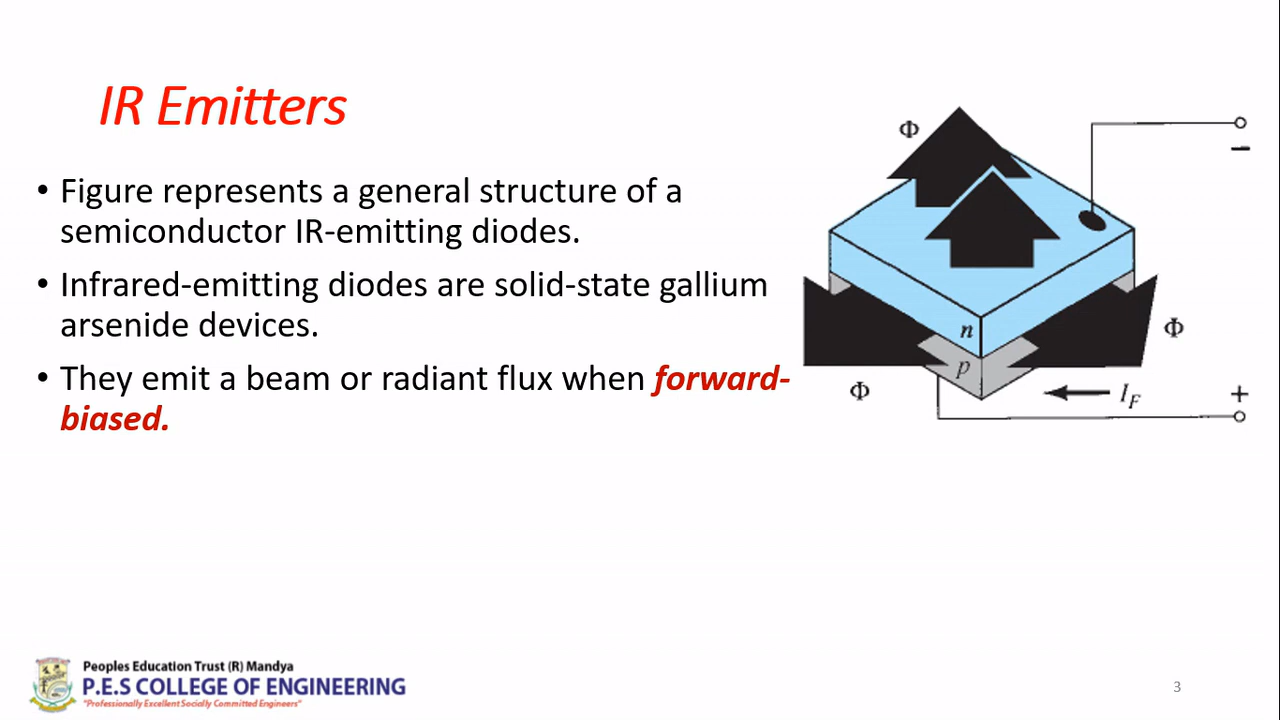 IR Emitters
• Figure represents a general structure of a
semiconductor IR-emitting diodes.
• Infrared-emitting diodes are solid-state gallium
arsenide devices.
• They emit a beam or radiant flux when forward-
biased.
Φ
−
n
Φ
p
Φ
I_F
+
Peoples Education Trust (R) Mandya
P.E.S COLLEGE OF ENGINEERING
"Professionally Excellent Socially Committed Engineers"
3